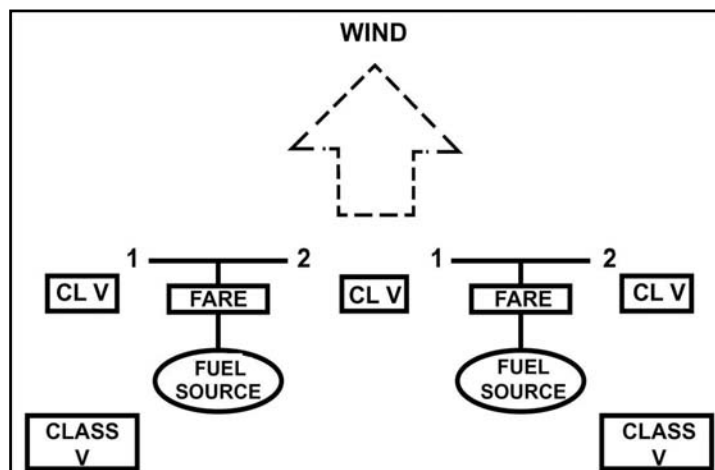 WIND
1 2 1 2
CL V CL V CL V
FARE FARE
FUEL FUEL
SOURCE SOURCE
CLASS CLASS
V V